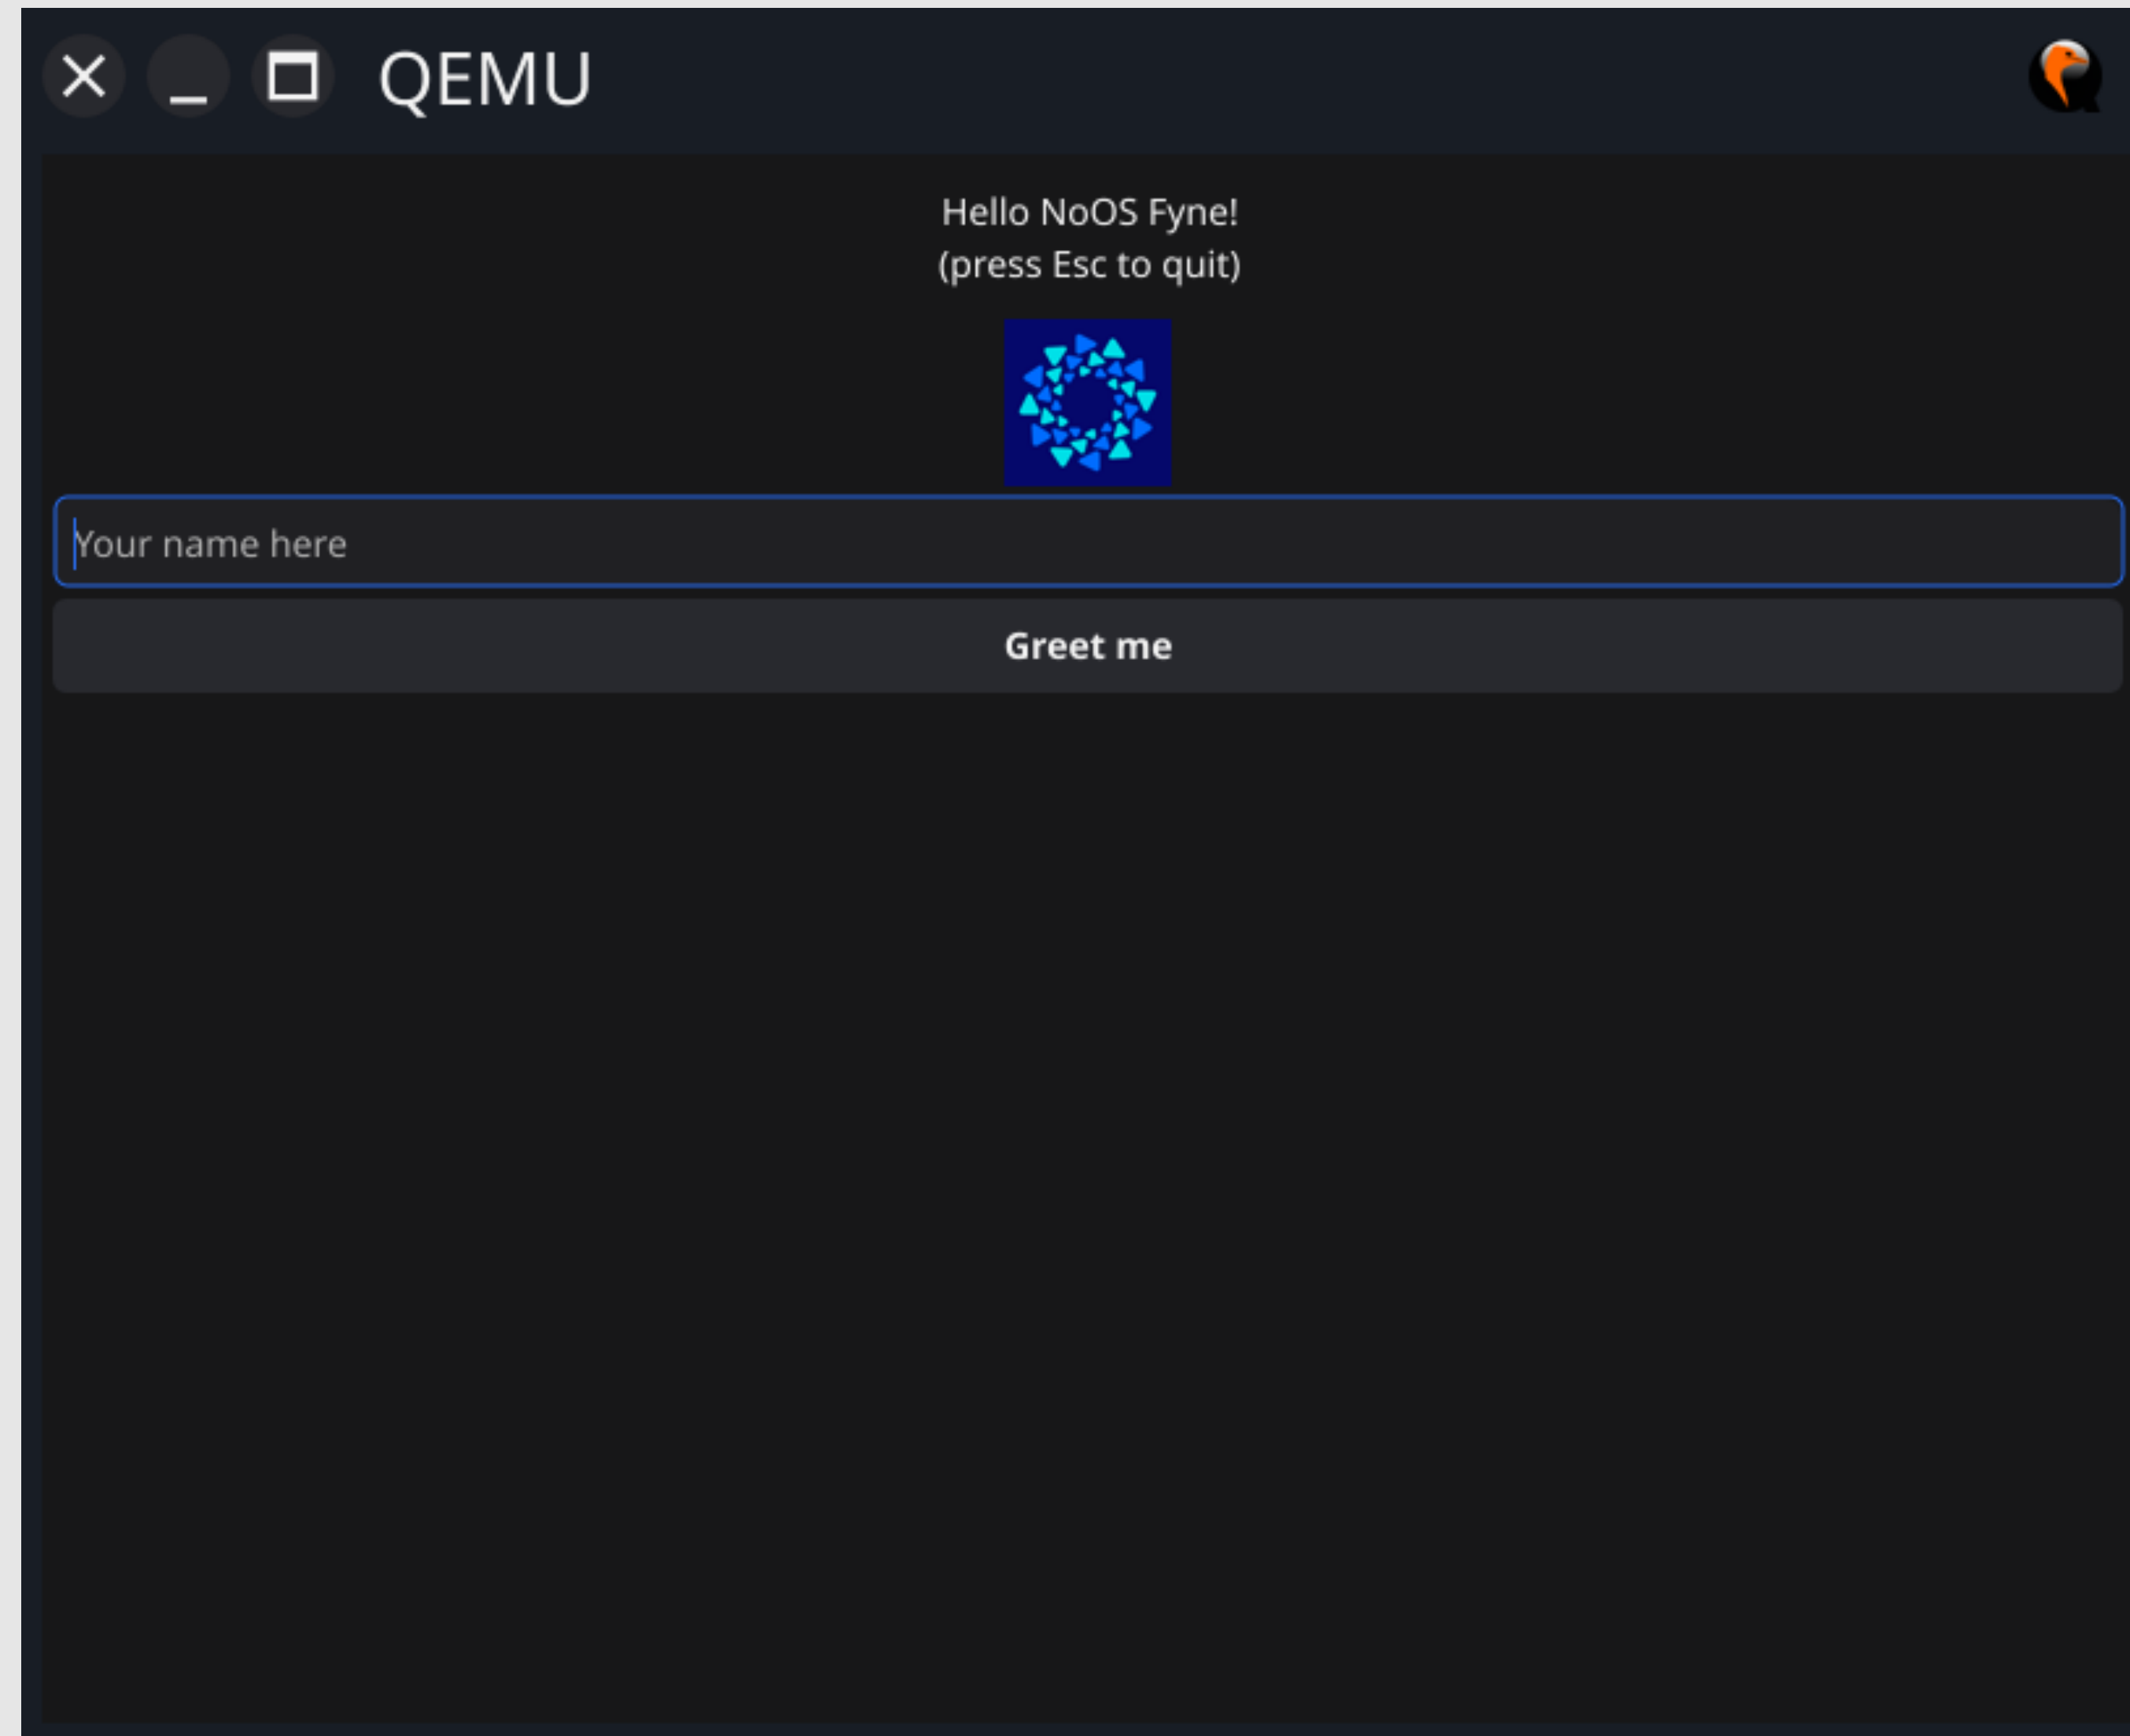 QEMU
Hello NoOS Fyne!
(press Esc to quit)
Your name here
Greet me